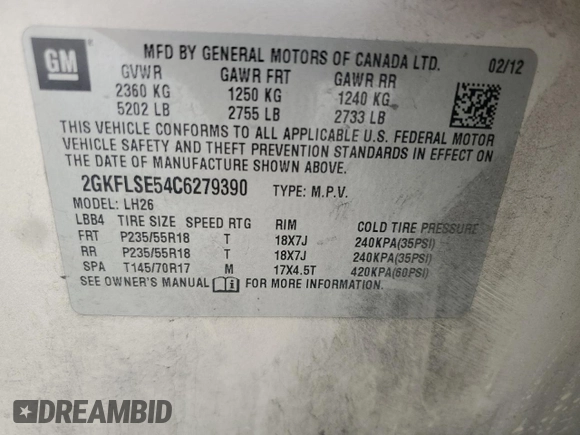 GM
MFD BY GENERAL MOTORS OF CANADA LTD. 02/12
GVWR GAWR FRT GAWR RR
2360 KG 1250 KG 1240 KG
5202 LB 2755 LB 2733 LB
THIS VEHICLE CONFORMS TO ALL APPLICABLE U.S. FEDERAL MOTOR
VEHICLE SAFETY AND THEFT PREVENTION STANDARDS IN EFFECT ON
THE DATE OF MANUFACTURE SHOWN ABOVE.
2GKFLSE54C6279390 TYPE: M.P.V.
MODEL: LH26
LBB4 TIRE SIZE SPEED RTG RIM COLD TIRE PRESSURE
FRT P235/55R18 T 18X7J 240KPA(35PSI)
RR P235/55R18 T 18X7J 240KPA(35PSI)
SPA T145/70R17 M 17X4.5T 420KPA(60PSI)
SEE OWNER'S MANUAL FOR MORE INFORMATION.
DREAMBID